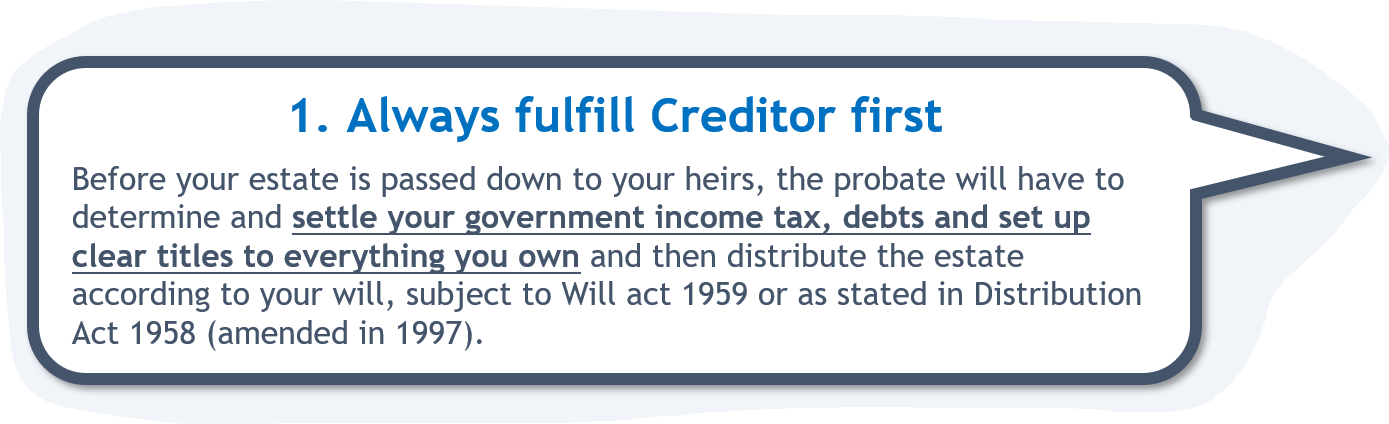 1. Always fulfill Creditor first
Before your estate is passed down to your heirs, the probate will have to
determine and settle your government income tax, debts and set up
clear titles to everything you own and then distribute the estate
according to your will, subject to Will act 1959 or as stated in Distribution
Act 1958 (amended in 1997).